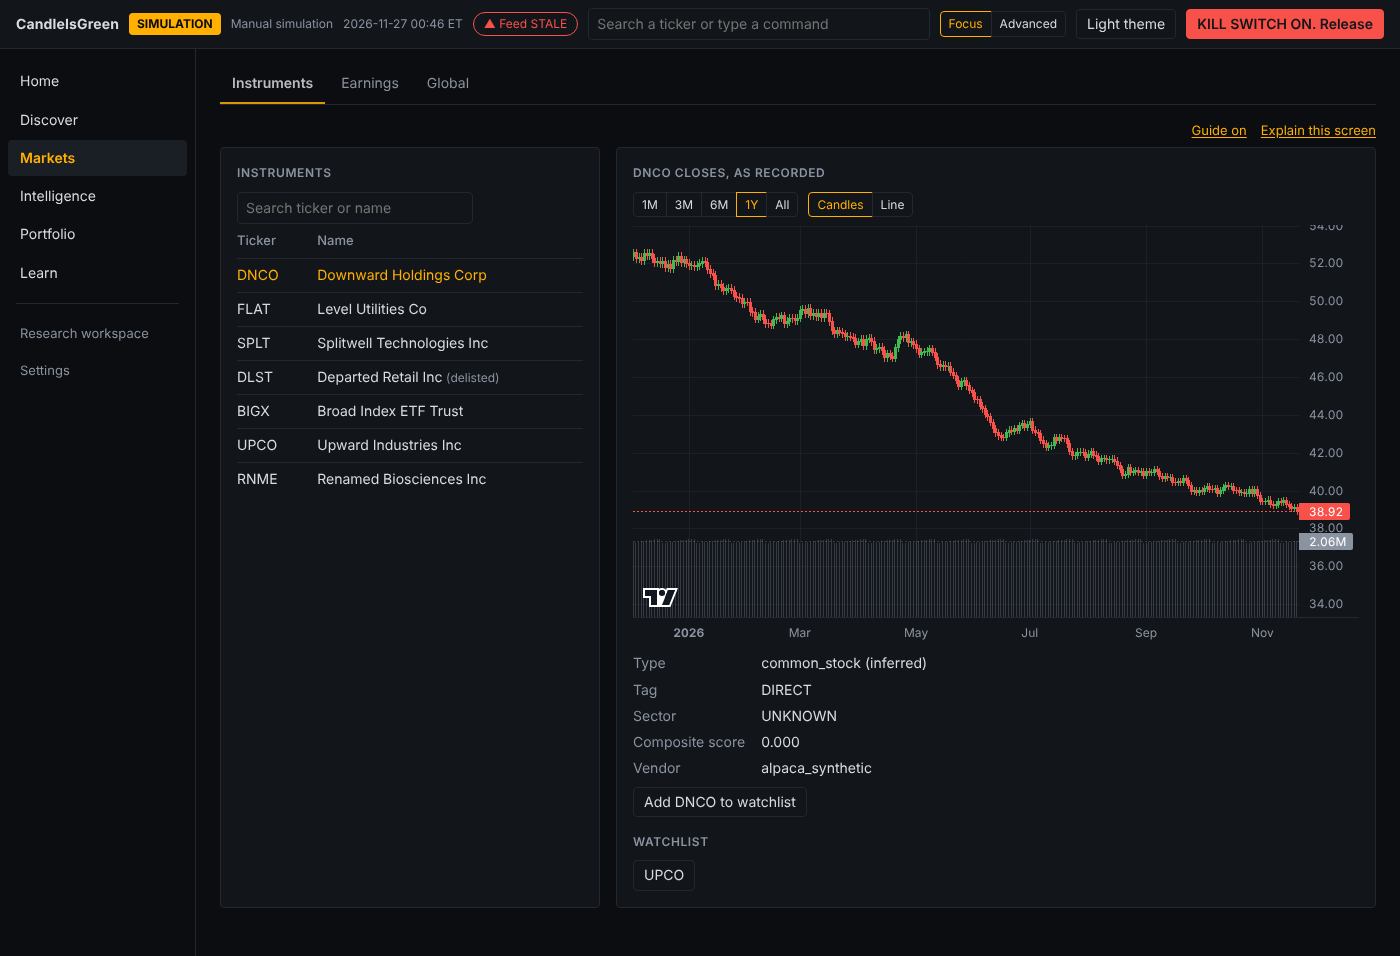 CandleIsGreen SIMULATION Manual simulation 2026-11-27 00:46 ET ▲ Feed STALE Search a ticker or type a command Focus Advanced Light theme KILL SWITCH ON. Release
Home
Discover
Markets
Intelligence
Portfolio
Learn
Research workspace
Settings
Instruments Earnings Global
Guide on Explain this screen
INSTRUMENTS
Search ticker or name
Ticker Name
DNCO Downward Holdings Corp
FLAT Level Utilities Co
SPLT Splitwell Technologies Inc
DLST Departed Retail Inc (delisted)
BIGX Broad Index ETF Trust
UPCO Upward Industries Inc
RNME Renamed Biosciences Inc
DNCO CLOSES, AS RECORDED
1M 3M 6M 1Y All Candles Line
54.00
52.00
50.00
48.00
46.00
44.00
42.00
40.00
38.92
38.00
2.06M
36.00
34.00
2026 Mar May Jul Sep Nov
Type common_stock (inferred)
Tag DIRECT
Sector UNKNOWN
Composite score 0.000
Vendor alpaca_synthetic
Add DNCO to watchlist
WATCHLIST
UPCO